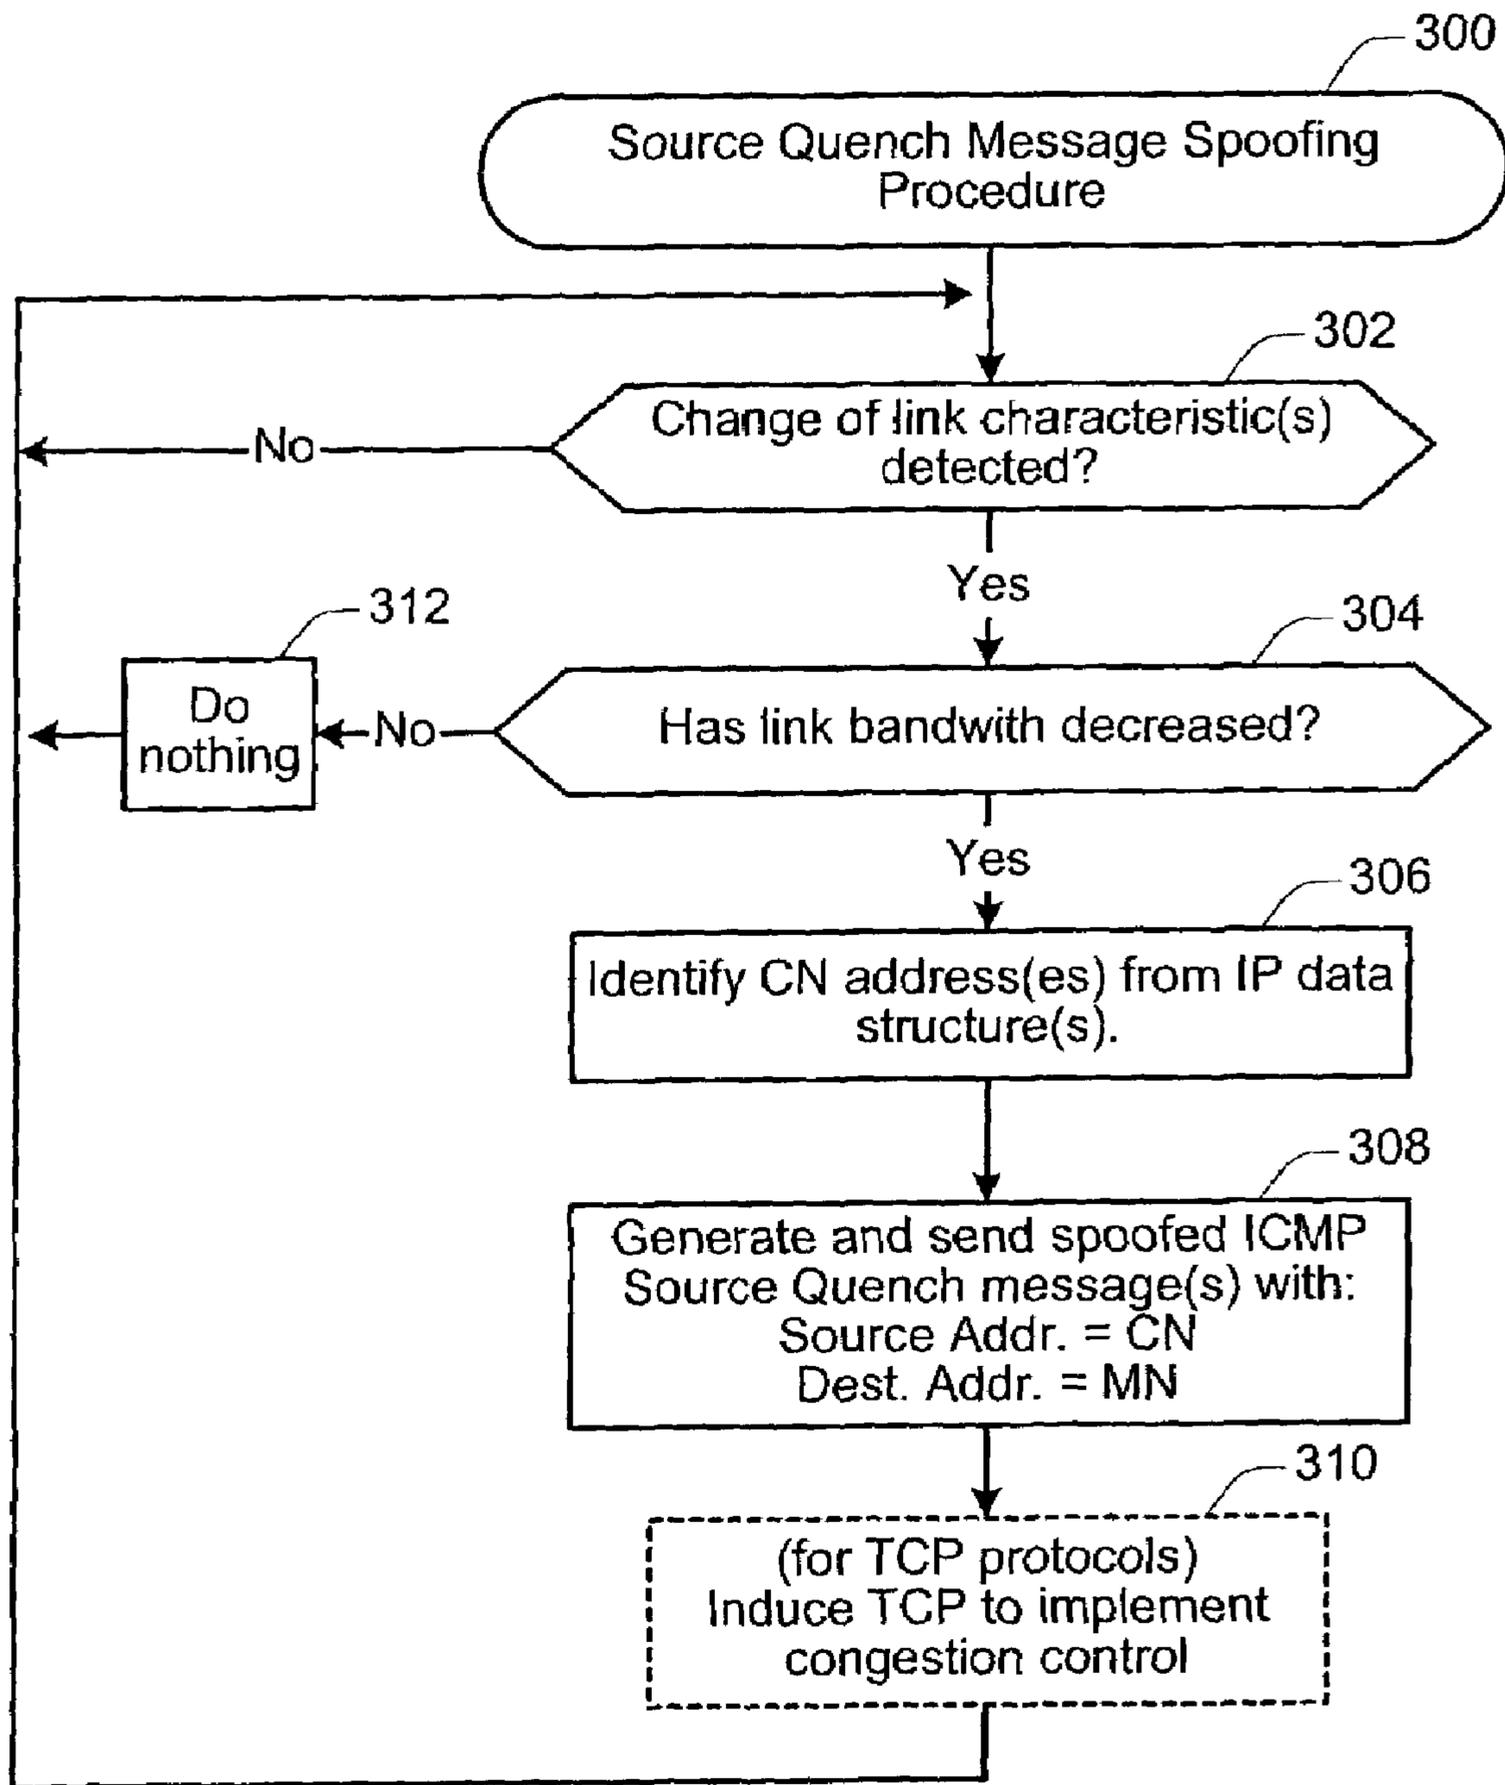 300
Source Quench Message Spoofing
Procedure
302
Change of link characteristic(s)
detected?
No
Yes
312
304
Do
nothing
No
Has link bandwith decreased?
Yes
306
Identify CN address(es) from IP data
structure(s).
308
Generate and send spoofed ICMP
Source Quench message(s) with:
Source Addr. = CN
Dest. Addr. = MN
310
(for TCP protocols)
Induce TCP to implement
congestion control